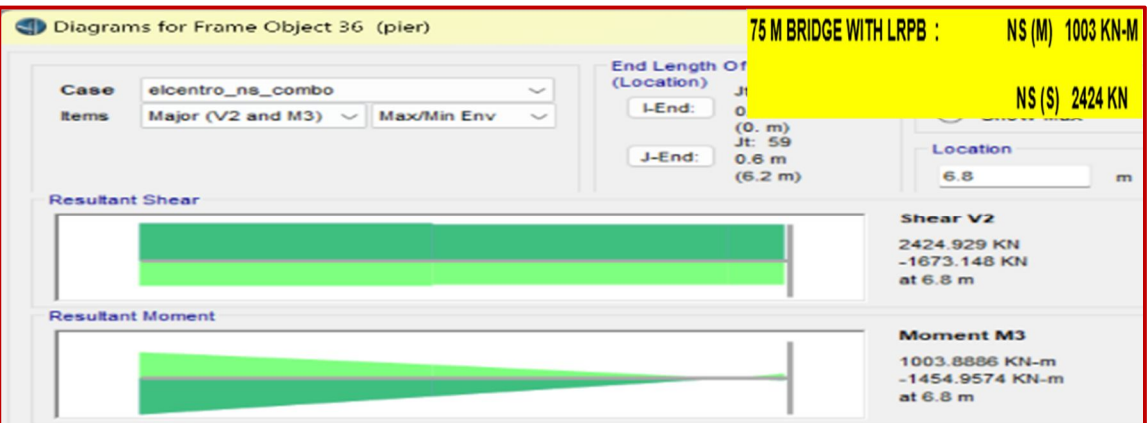 Diagrams for Frame Object 36 (pier)
75 M BRIDGE WITH LRPB : NS (M) 1003 KN-M
NS (S) 2424 KN
Case elcentro_ns_combo
Items Major (V2 and M3) Max/Min Env
End Length Of
(Location)
I-End:
(0. m)
J-End:
Jt: 59
0.6 m
(6.2 m)
Location
6.8 m
Resultant Shear
Shear V2
2424.929 KN
-1673.148 KN
at 6.8 m
Resultant Moment
Moment M3
1003.8886 KN-m
-1454.9574 KN-m
at 6.8 m